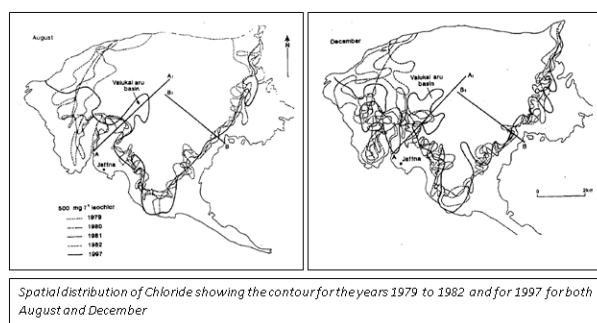 August
N
Valukai aru
basin
A₁
B₁
A
B
Jaffna
500 mg l⁻¹ isochlor
1979
1980
1981
1982
1997
December
Valukai aru
basin
A₁
B₁
A
B
Jaffna
0 2km
Spatial distribution of Chloride showing the contour for the years 1979 to 1982 and for 1997 for both
August and December